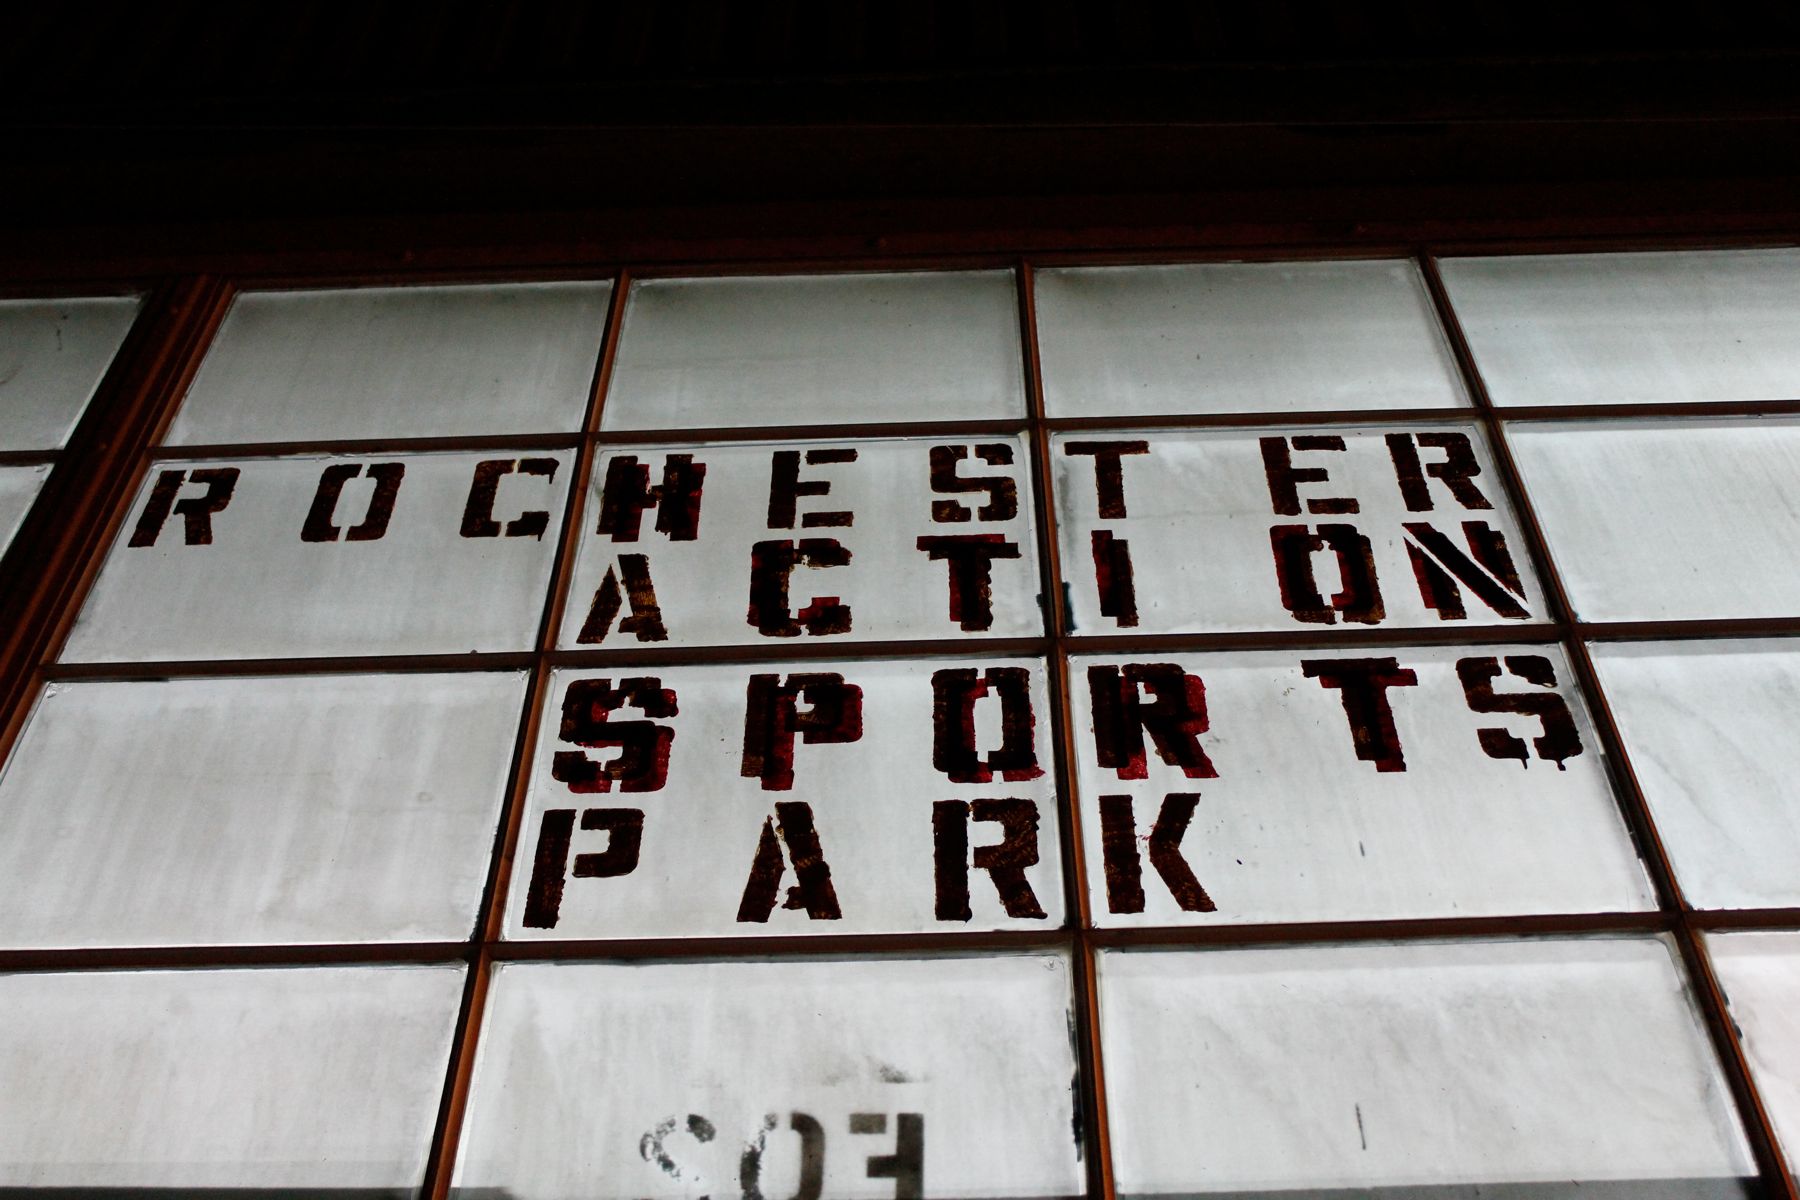 ROCHESTER
ACTION
SPORTS
PARK